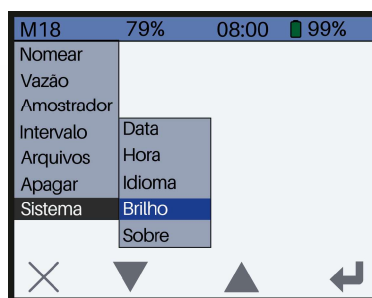 M18 79% 08:00 99%
Nomear
Vazão
Amostrador
Intervalo
Arquivos
Apagar
Sistema
Data
Hora
Idioma
Brilho
Sobre